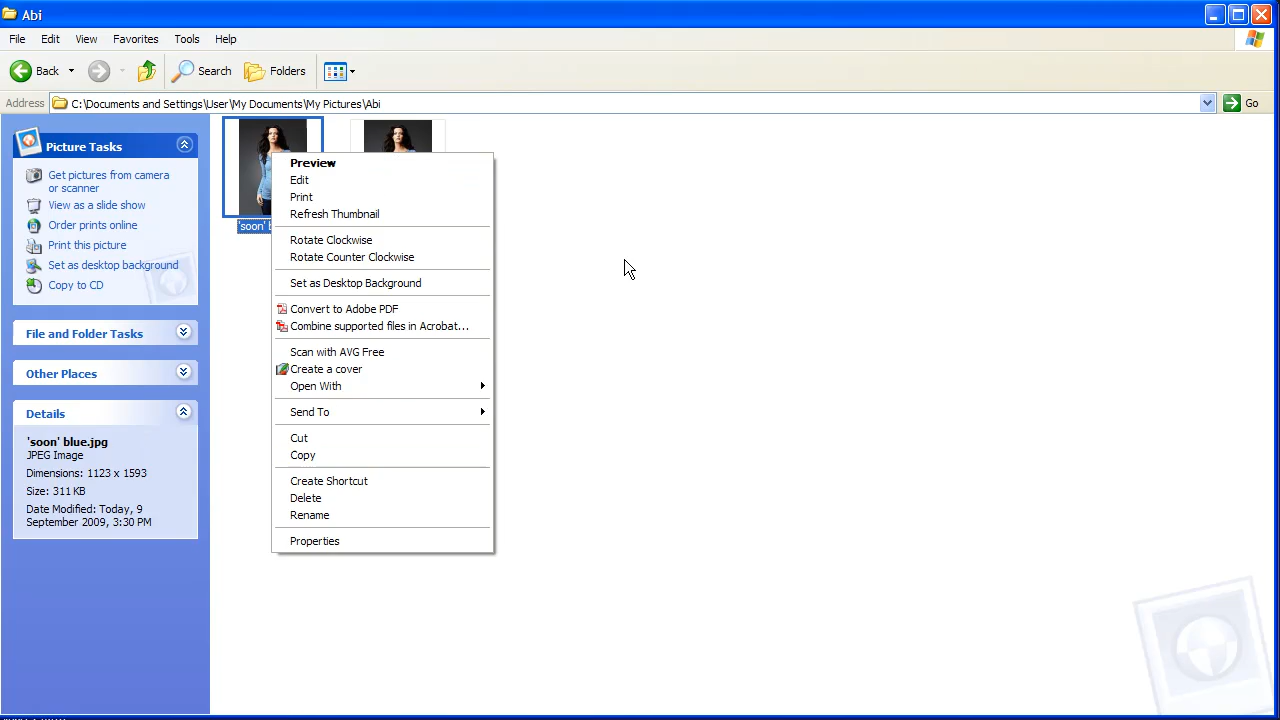 Abi
File Edit View Favorites Tools Help
Back Search Folders
Address C:\Documents and Settings\User\My Documents\My Pictures\Abi Go
Picture Tasks
Get pictures from camera
or scanner
View as a slide show
Order prints online
Print this picture
Set as desktop background
Copy to CD
File and Folder Tasks
Other Places
Details
'soon' blue.jpg
JPEG Image
Dimensions: 1123 x 1593
Size: 311 KB
Date Modified: Today, 9
September 2009, 3:30 PM
'soon'
Preview
Edit
Print
Refresh Thumbnail
Rotate Clockwise
Rotate Counter Clockwise
Set as Desktop Background
Convert to Adobe PDF
Combine supported files in Acrobat...
Scan with AVG Free
Create a cover
Open With
Send To
Cut
Copy
Create Shortcut
Delete
Rename
Properties